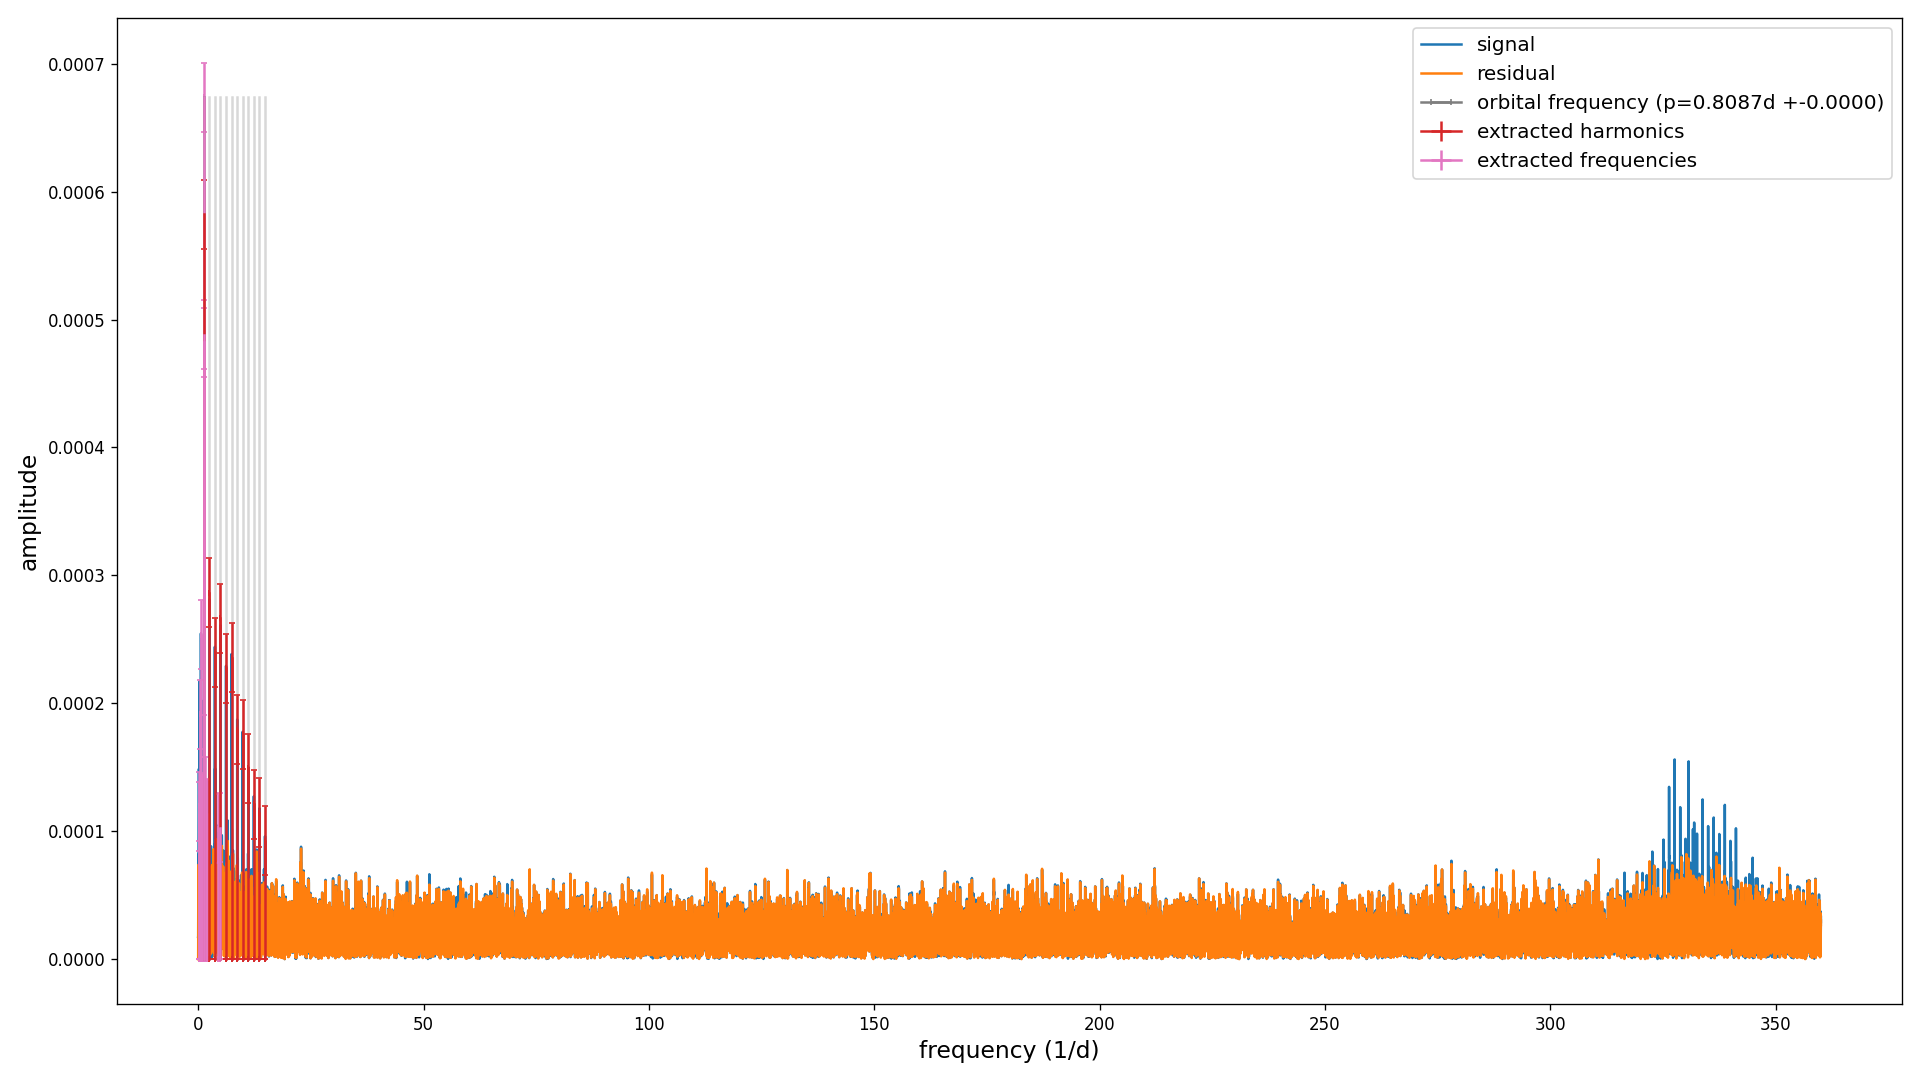 signal
residual
orbital frequency (p=0.8087d +-0.0000)
extracted harmonics
extracted frequencies
0.0007
0.0006
0.0005
0.0004
0.0003
0.0002
0.0001
0.0000
amplitude
0 50 100 150 200 250 300 350
frequency (1/d)